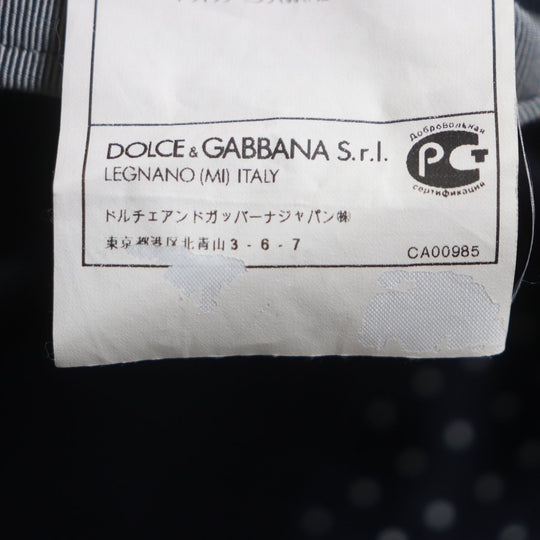 DOLCE & GABBANA S.r.l.
LEGNANO (MI) ITALY
Добровольная
РСТ
сертификация
ドルチェアンドガッバーナジャパン㈱
東京都港区北青山3-6-7
CA00985